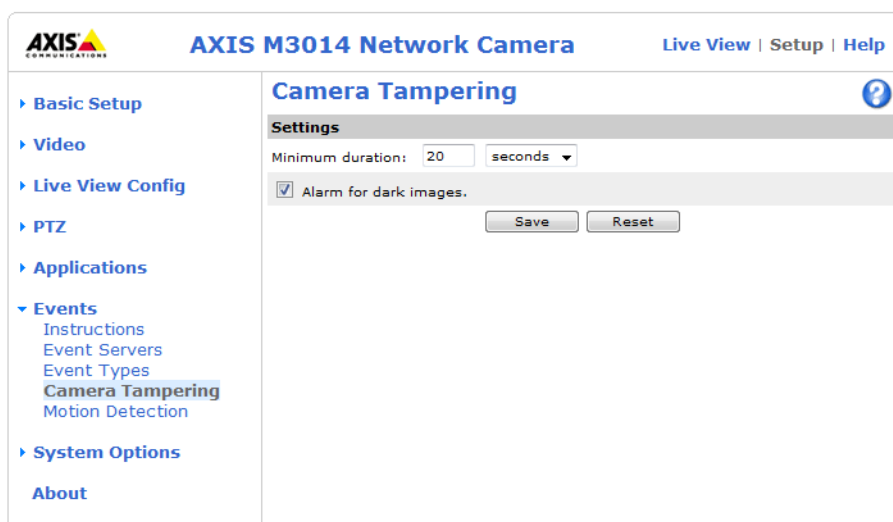 AXIS
COMMUNICATIONS
AXIS M3014 Network Camera
Live View | Setup | Help
Basic Setup
Video
Live View Config
PTZ
Applications
Events
Instructions
Event Servers
Event Types
Camera Tampering
Motion Detection
System Options
About
Camera Tampering
?
Settings
Minimum duration: 20 seconds
Alarm for dark images.
Save Reset